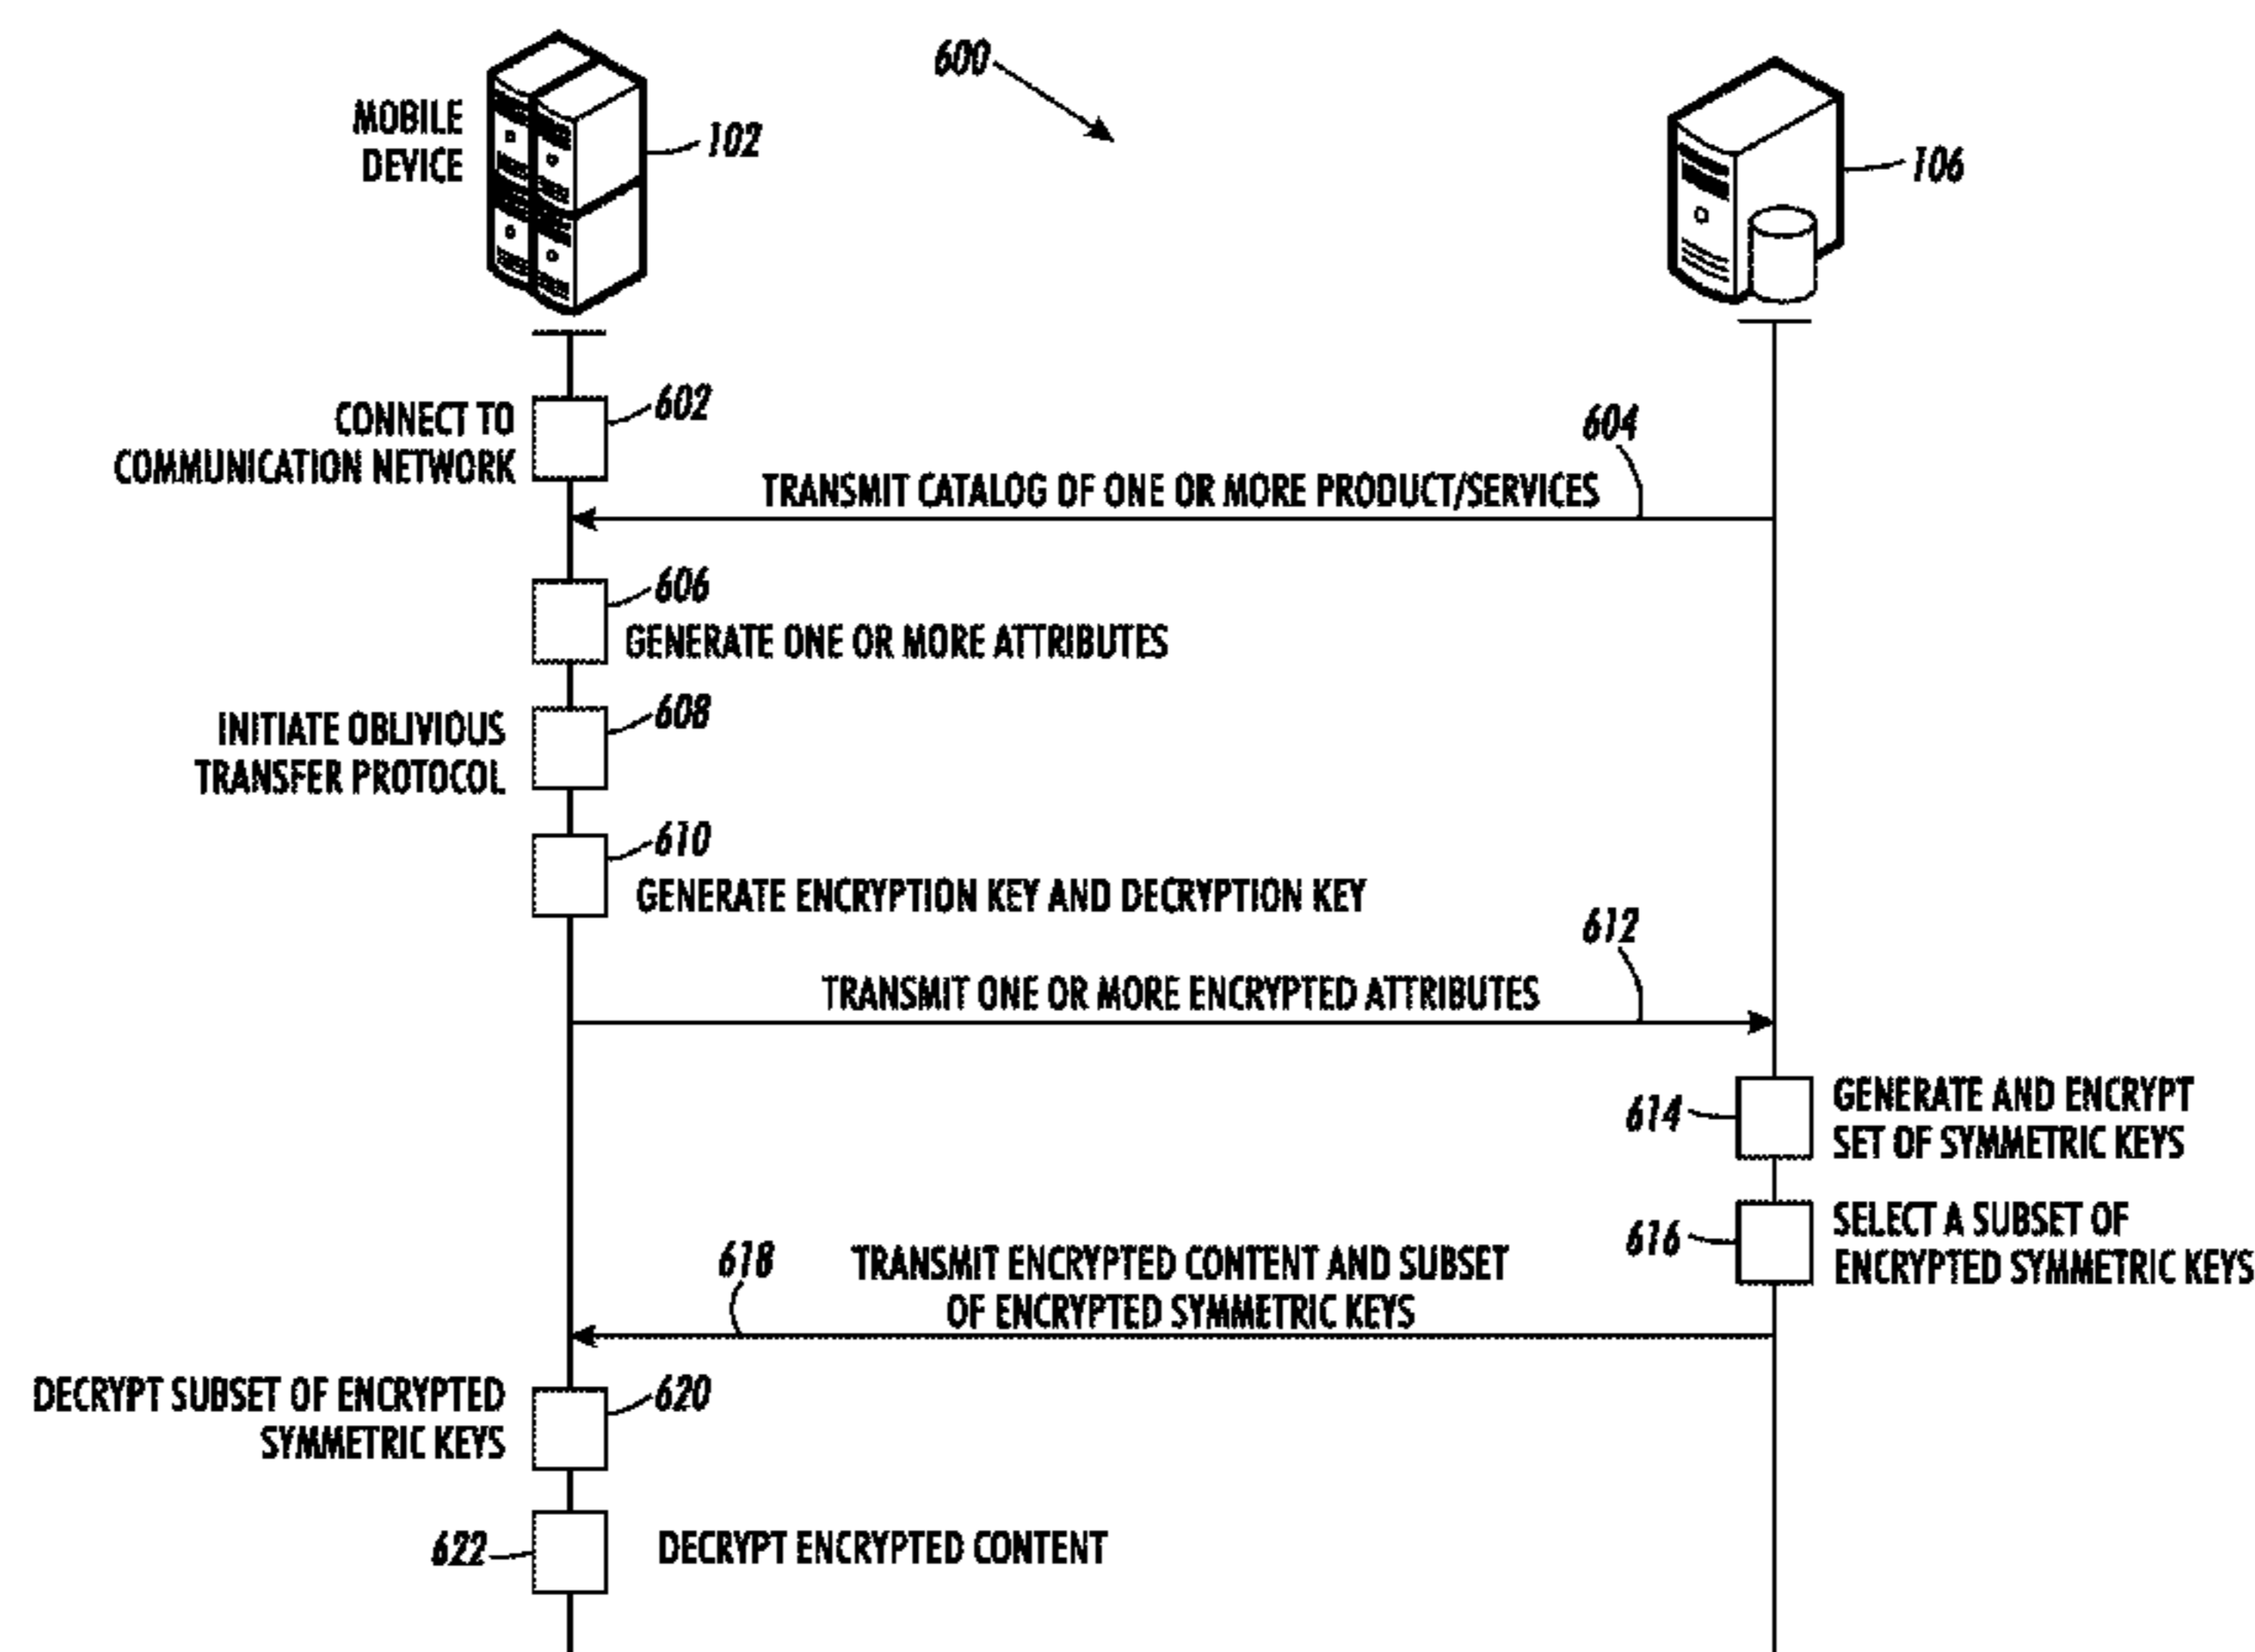 600
MOBILE
DEVICE
102
106
CONNECT TO
COMMUNICATION NETWORK
602
604
TRANSMIT CATALOG OF ONE OR MORE PRODUCT/SERVICES
606
GENERATE ONE OR MORE ATTRIBUTES
INITIATE OBLIVIOUS
TRANSFER PROTOCOL
608
610
GENERATE ENCRYPTION KEY AND DECRYPTION KEY
612
TRANSMIT ONE OR MORE ENCRYPTED ATTRIBUTES
614
GENERATE AND ENCRYPT
SET OF SYMMETRIC KEYS
616
SELECT A SUBSET OF
ENCRYPTED SYMMETRIC KEYS
618
TRANSMIT ENCRYPTED CONTENT AND SUBSET
OF ENCRYPTED SYMMETRIC KEYS
DECRYPT SUBSET OF ENCRYPTED
SYMMETRIC KEYS
620
622
DECRYPT ENCRYPTED CONTENT